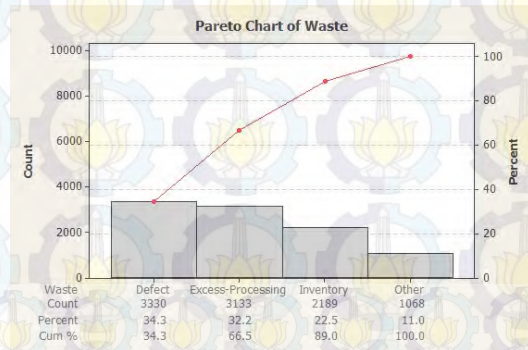 Pareto Chart of Waste
10000
8000
6000
4000
2000
0
Count
100
80
60
40
20
0
Percent
Waste Defect Excess-Processing Inventory Other
Count 3330 3133 2189 1068
Percent 34.3 32.2 22.5 11.0
Cum % 34.3 66.5 89.0 100.0